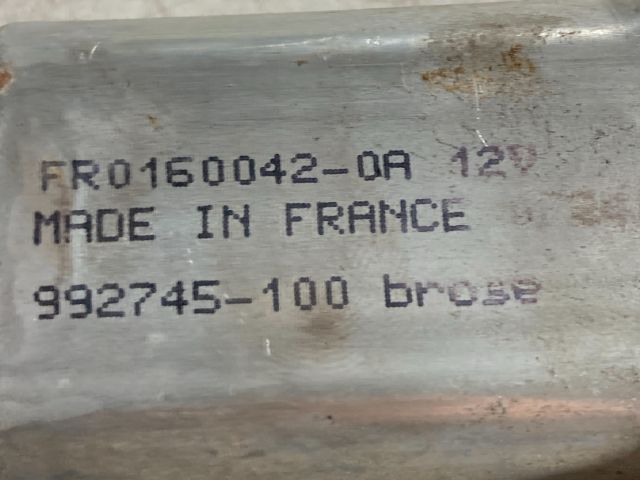 FR0160042-0A 12V
MADE IN FRANCE
992745-100 brose